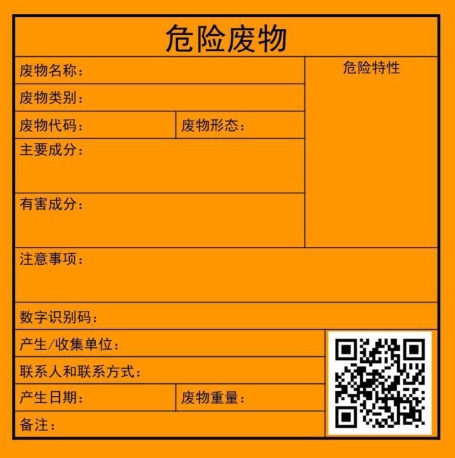 危险废物
废物名称：
危险特性
废物类别：
废物代码： 废物形态：
主要成分：
有害成分：
注意事项：
数字识别码：
产生/收集单位：
联系人和联系方式：
产生日期： 废物重量：
备注：